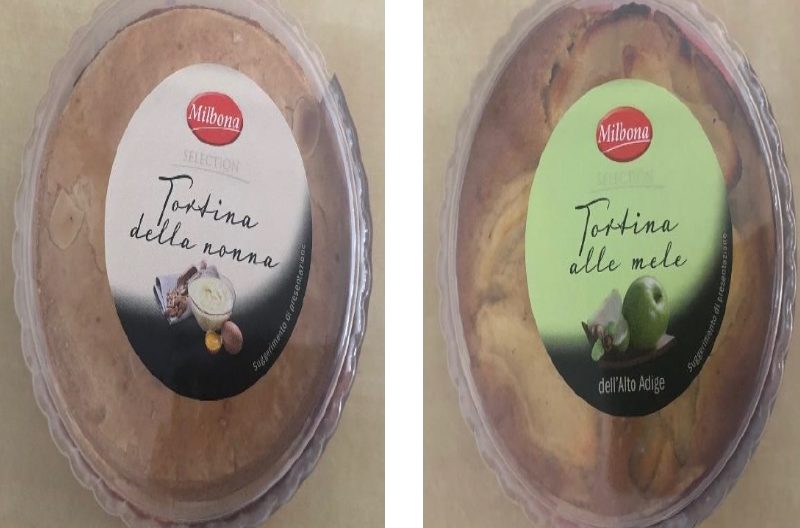 Milbona
SELECTION
Tortina
della nonna
Suggerimento di presentazione
Milbona
SELECTION
Tortina
alle mele
Suggerimento di presentazione
dell'Alto Adige